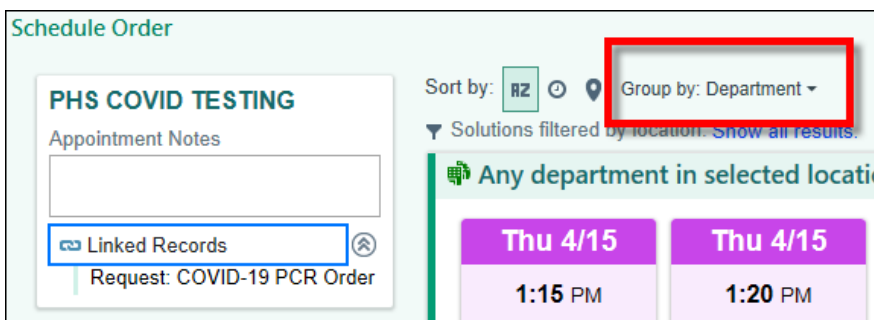 Schedule Order
PHS COVID TESTING
Appointment Notes
Linked Records
Request: COVID-19 PCR Order
Sort by: AZ Group by: Department
Solutions filtered by location. Show all results.
Any department in selected locati
Thu 4/15 Thu 4/15
1:15 PM 1:20 PM